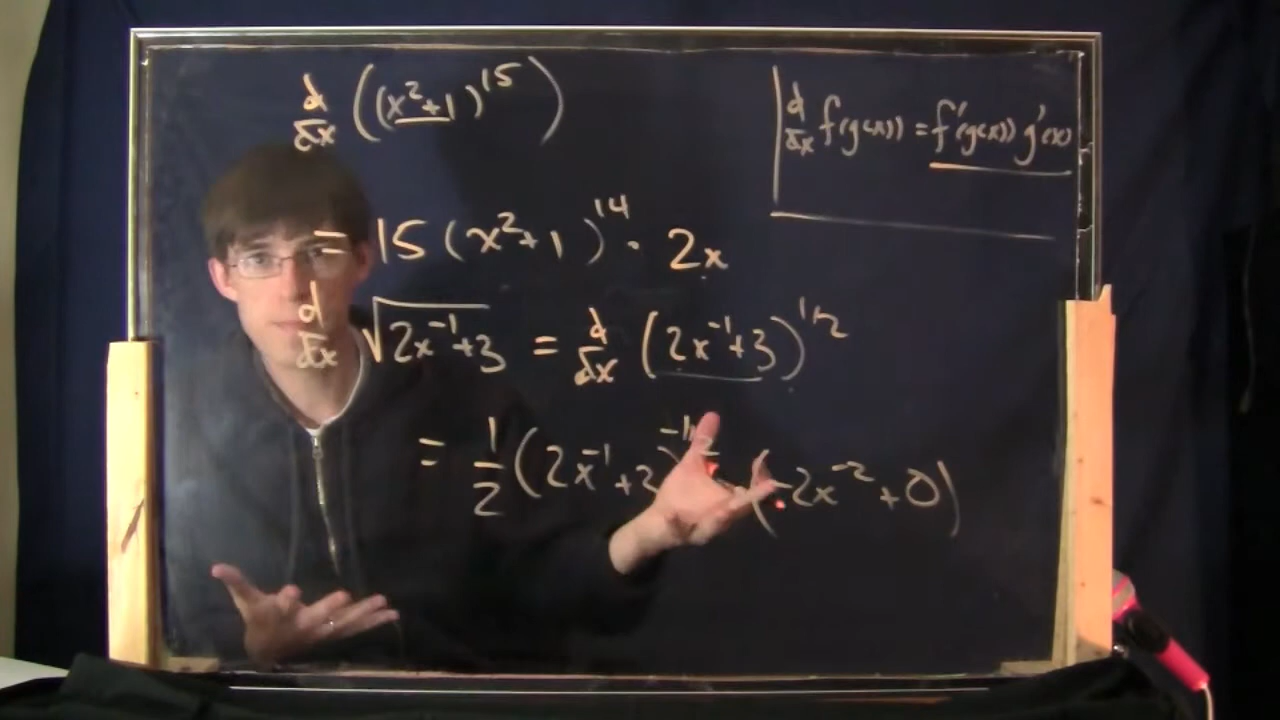 d/dx ((x²+1)¹⁵)
d/dx f(g(x)) = f'(g(x)) g'(x)
= 15(x²+1)¹⁴ · 2x
d/dx √(2x⁻¹+3) = d/dx (2x⁻¹+3)^1/2
= 1/2 (2x⁻¹+3)^-1/2 · (-2x⁻²+0)